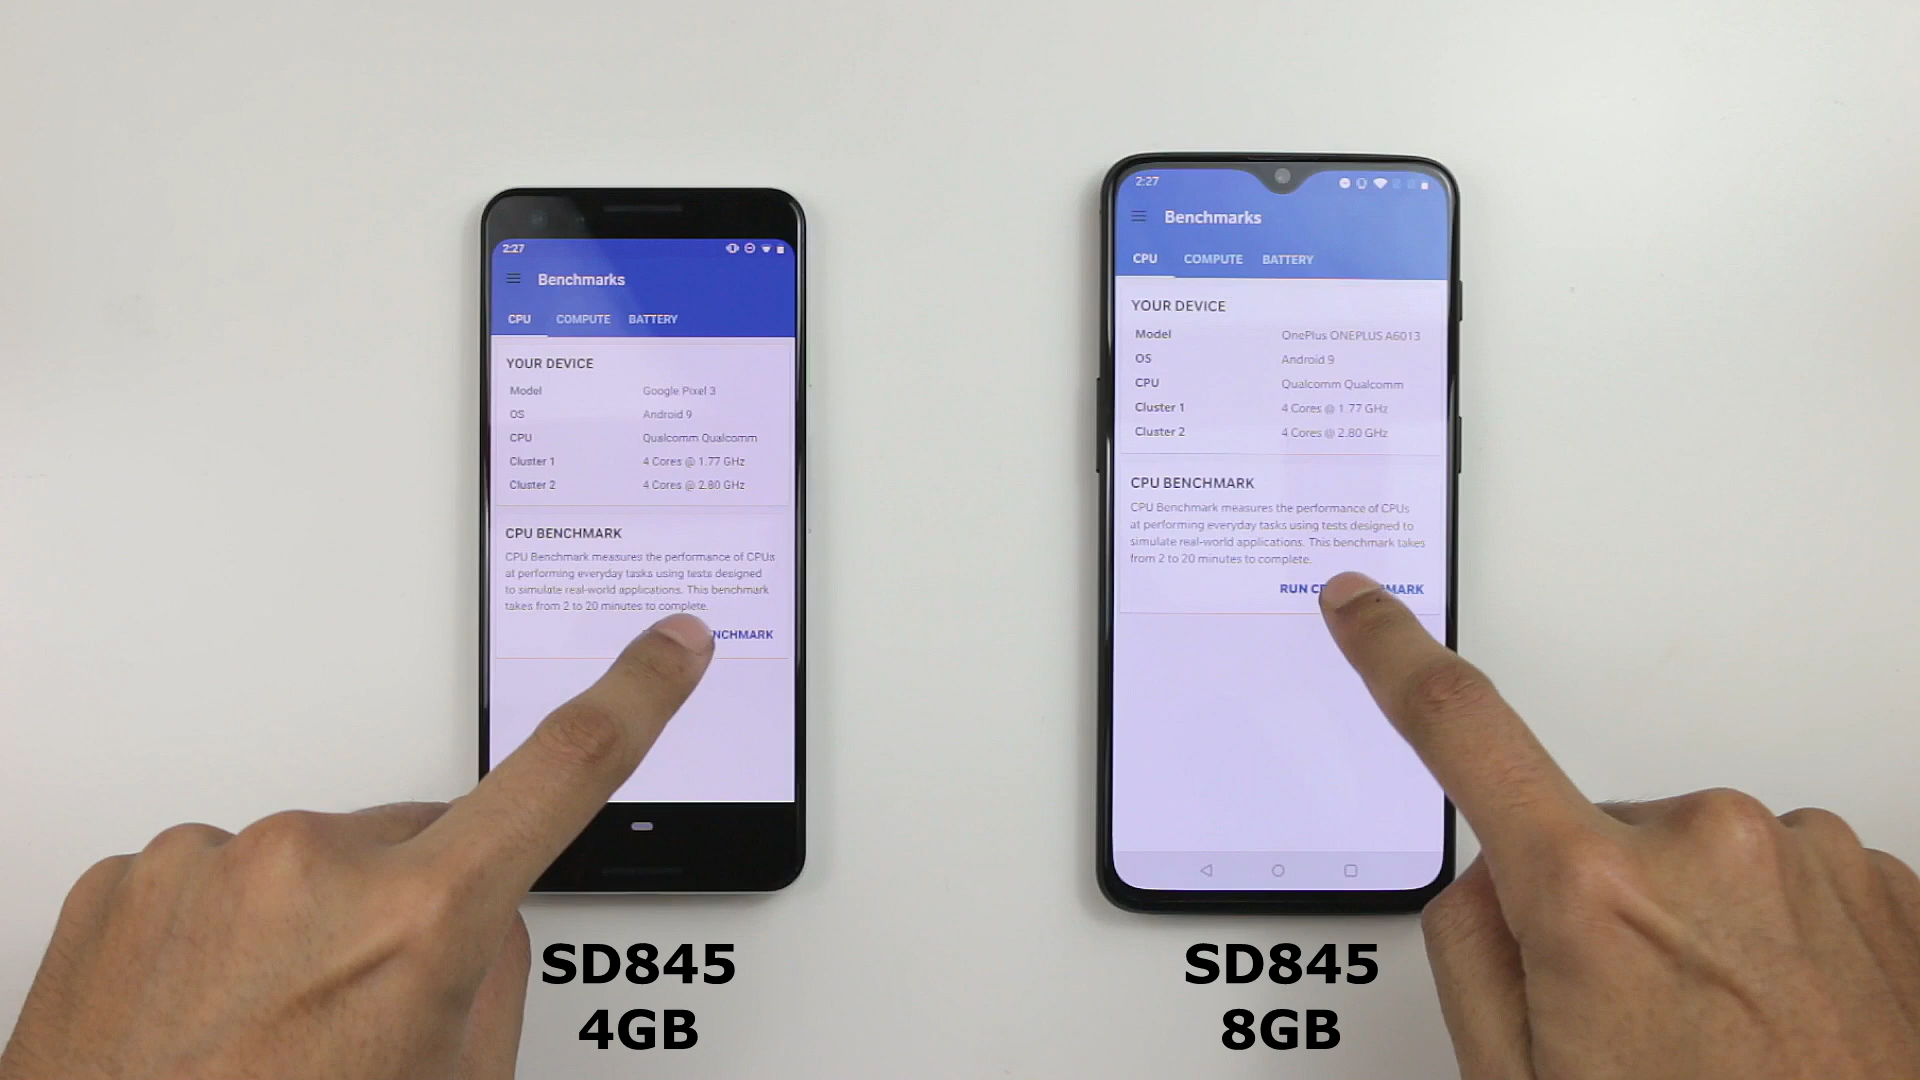 2:27
Benchmarks
CPU COMPUTE BATTERY
YOUR DEVICE
Model Google Pixel 3
OS Android 9
CPU Qualcomm Qualcomm
Cluster 1 4 Cores @ 1.77 GHz
Cluster 2 4 Cores @ 2.80 GHz
CPU BENCHMARK
CPU Benchmark measures the performance of CPUs
at performing everyday tasks using tests designed
to simulate real-world applications. This benchmark
takes from 2 to 20 minutes to complete.
NCHMARK
SD845
4GB
2:27
Benchmarks
CPU COMPUTE BATTERY
YOUR DEVICE
Model OnePlus ONEPLUS A6013
OS Android 9
CPU Qualcomm Qualcomm
Cluster 1 4 Cores @ 1.77 GHz
Cluster 2 4 Cores @ 2.80 GHz
CPU BENCHMARK
CPU Benchmark measures the performance of CPUs
at performing everyday tasks using tests designed to
simulate real-world applications. This benchmark takes
from 2 to 20 minutes to complete.
RUN C MARK
SD845
8GB